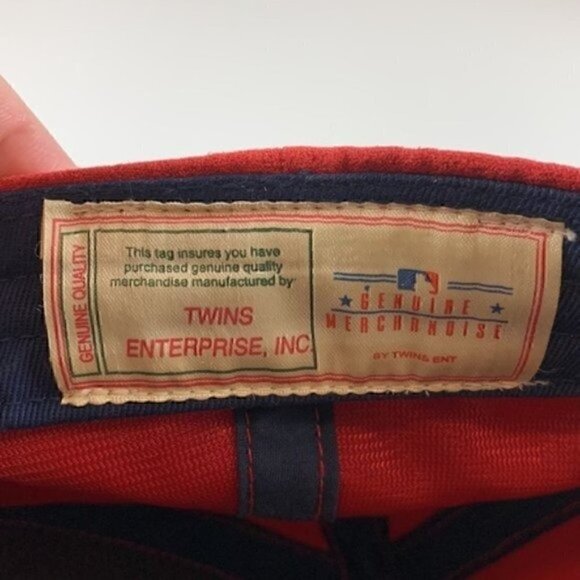 GENUINE QUALITY
This tag insures you have
purchased genuine quality
merchandise manufactured by:
TWINS
ENTERPRISE, INC.
GENUINE
MERCHANDISE
BY TWINS ENT